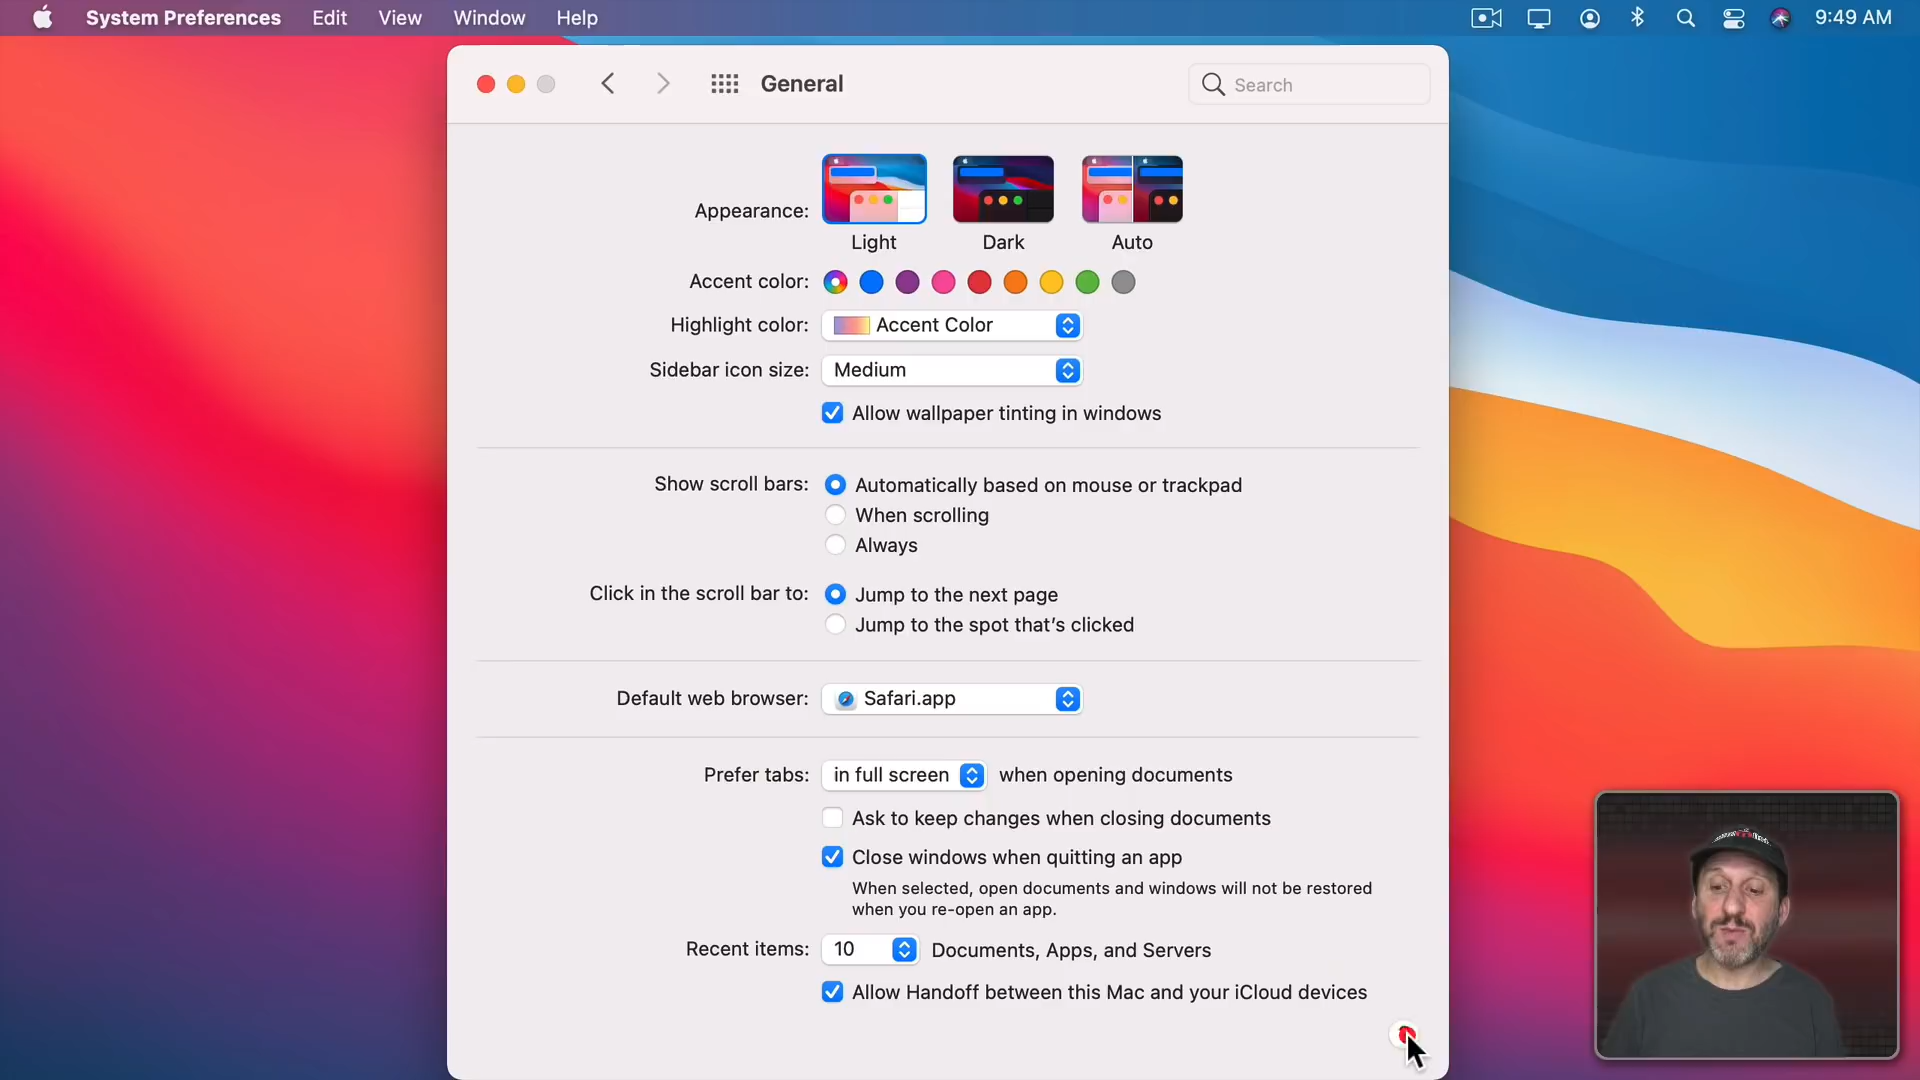 System Preferences Edit View Window Help 9:49 AM
General
Search
Appearance:
Light Dark Auto
Accent color:
Highlight color: Accent Color
Sidebar icon size: Medium
Allow wallpaper tinting in windows
Show scroll bars: Automatically based on mouse or trackpad
When scrolling
Always
Click in the scroll bar to: Jump to the next page
Jump to the spot that’s clicked
Default web browser: Safari.app
Prefer tabs: in full screen when opening documents
Ask to keep changes when closing documents
Close windows when quitting an app
When selected, open documents and windows will not be restored
when you re-open an app.
Recent items: 10 Documents, Apps, and Servers
Allow Handoff between this Mac and your iCloud devices